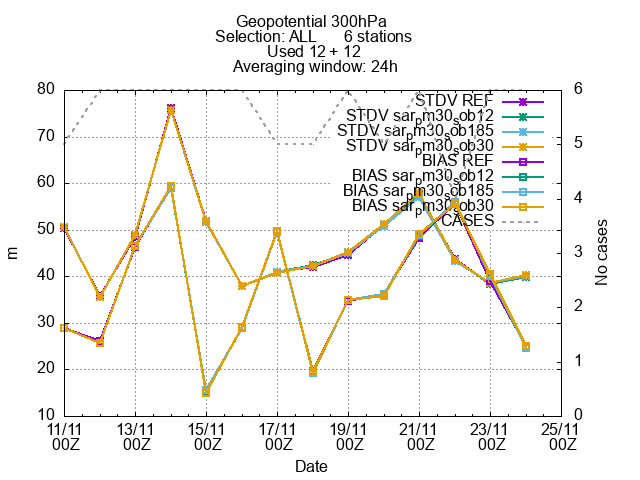 Geopotential 300hPa
Selection: ALL 6 stations
Used 12 + 12
Averaging window: 24h
m
No cases
80
70
60
50
40
30
20
10
6
5
4
3
2
1
0
STDV REF
STDV sar_pm30_sob12
STDV sar_pm30_sob185
STDV sar_pm30_sob30
BIAS REF
BIAS sar_pm30_sob12
BIAS sar_pm30_sob185
BIAS sar_pm30_sob30
CASES
11/11 13/11 15/11 17/11 19/11 21/11 23/11 25/11
00Z 00Z 00Z 00Z 00Z 00Z 00Z 00Z
Date